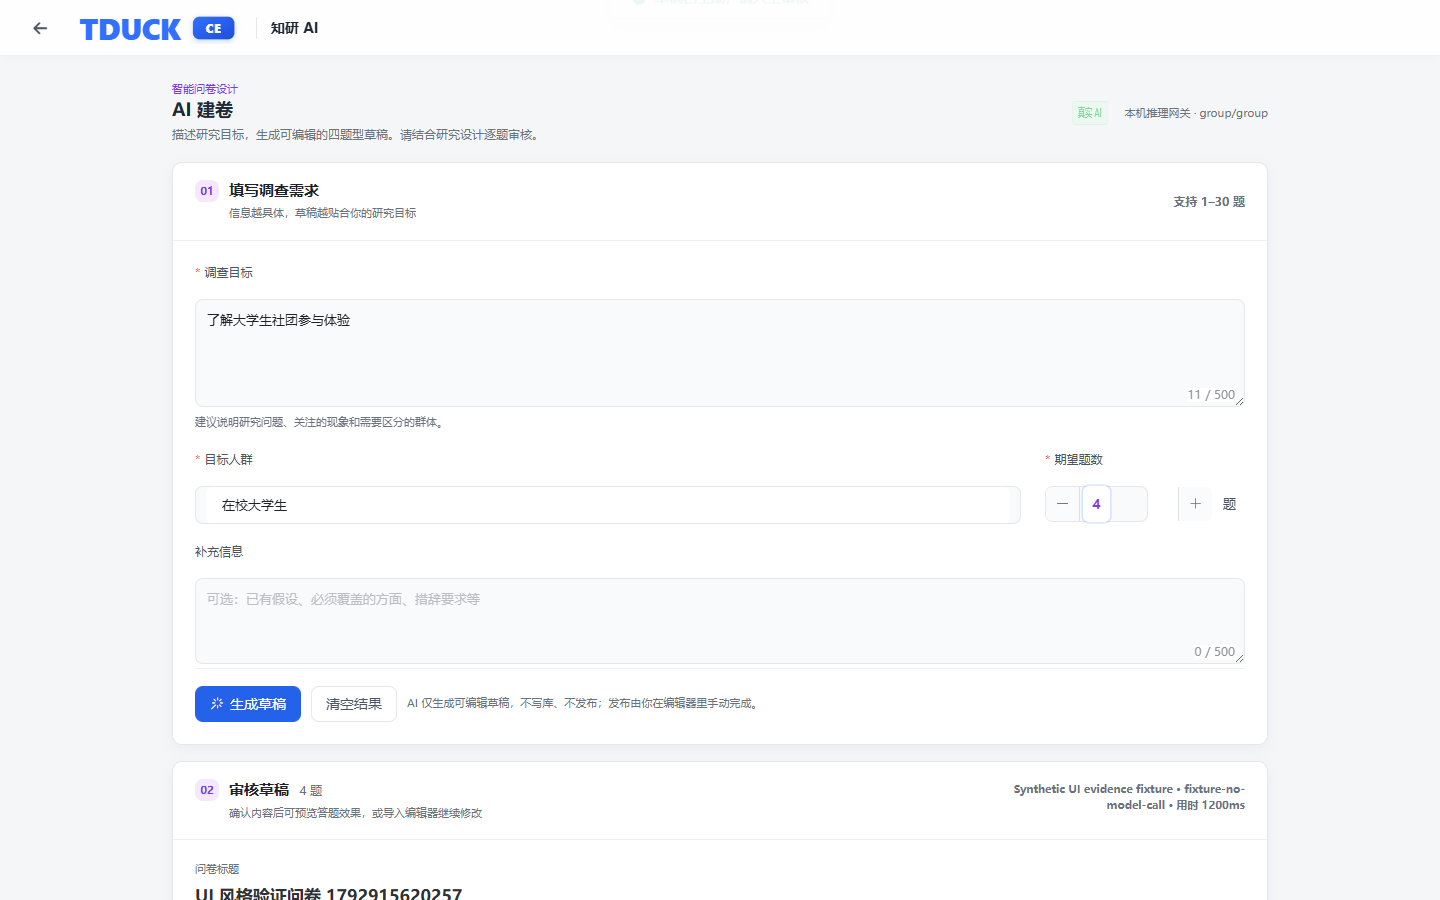 TDUCK CE 知研 AI
智能问卷设计
AI 建卷
描述研究目标，生成可编辑的四题型草稿。请结合研究设计逐题审核。
真实 AI 本机推理网关 · group/group
01 填写调查需求
信息越具体，草稿越贴合你的研究目标
支持 1–30 题
* 调查目标
了解大学生社团参与体验
11 / 500
建议说明研究问题、关注的现象和需要区分的群体。
* 目标人群
* 期望题数
在校大学生
4
题
补充信息
可选：已有假设、必须覆盖的方面、措辞要求等
0 / 500
生成草稿 清空结果 AI 仅生成可编辑草稿，不写库、不发布；发布由你在编辑器里手动完成。
02 审核草稿 4 题
确认内容后可预览答题效果，或导入编辑器继续修改
Synthetic UI evidence fixture • fixture-no-
model-call • 用时 1200ms
问卷标题
UI 风格验证问卷 1792915620257